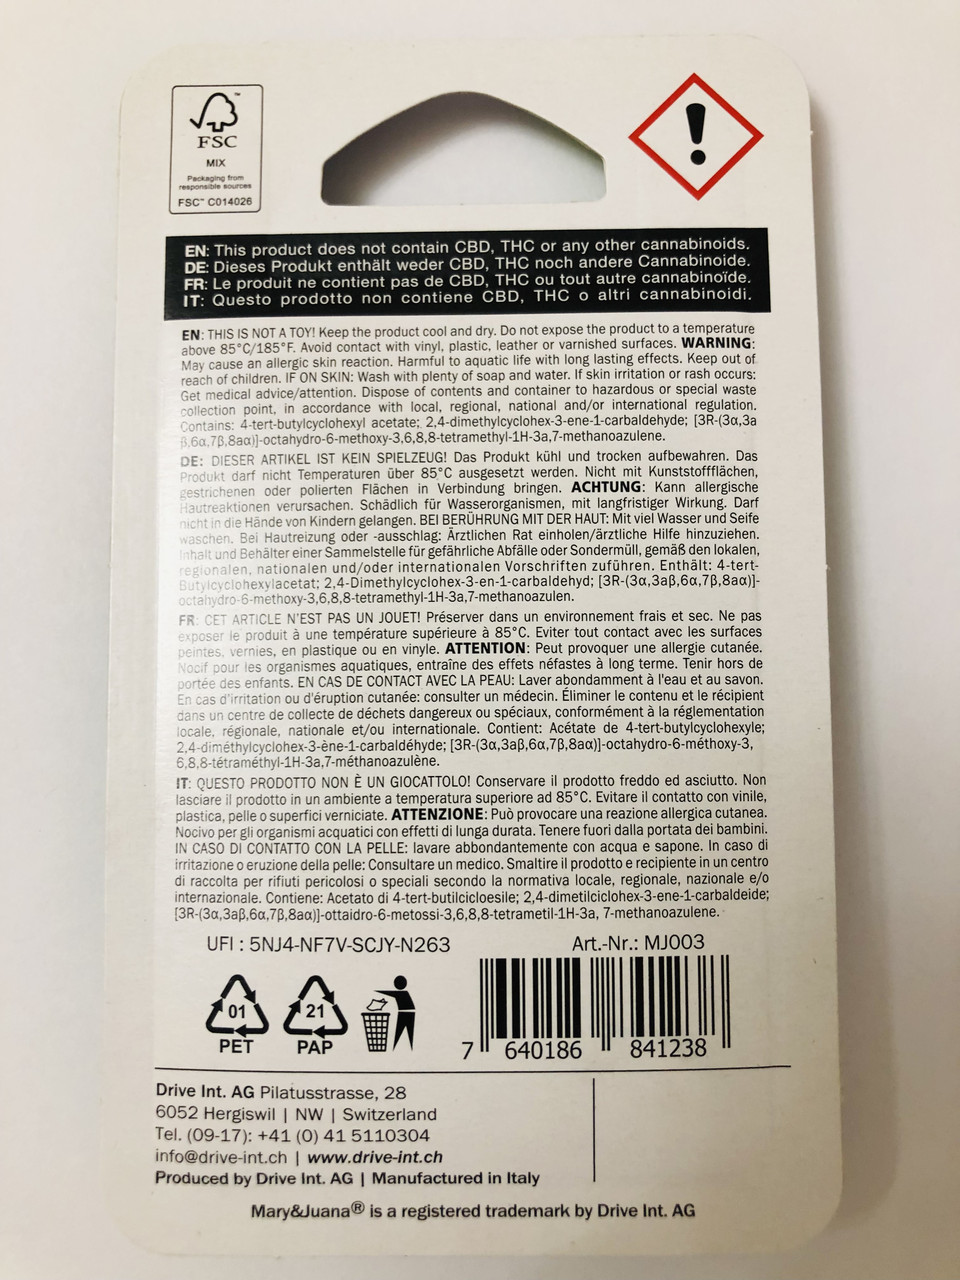 FSC™
MIX
Packaging from
responsible sources
FSC™ C014026
EN: This product does not contain CBD, THC or any other cannabinoids.
DE: Dieses Produkt enthält weder CBD, THC noch andere Cannabinoide.
FR: Le produit ne contient pas de CBD, THC ou tout autre cannabinoïde.
IT: Questo prodotto non contiene CBD, THC o altri cannabinoidi.
EN: THIS IS NOT A TOY! Keep the product cool and dry. Do not expose the product to a temperature
above 85°C/185°F. Avoid contact with vinyl, plastic, leather or varnished surfaces. WARNING:
May cause an allergic skin reaction. Harmful to aquatic life with long lasting effects. Keep out of
reach of children. IF ON SKIN: Wash with plenty of soap and water. If skin irritation or rash occurs:
Get medical advice/attention. Dispose of contents and container to hazardous or special waste
collection point, in accordance with local, regional, national and/or international regulation.
Contains: 4-tert-butylcyclohexyl acetate; 2,4-dimethylcyclohex-3-ene-1-carbaldehyde; [3R-(3α,3a
β,6α,7β,8aα)]-octahydro-6-methoxy-3,6,8,8-tetramethyl-1H-3a,7-methanoazulene.
DE: DIESER ARTIKEL IST KEIN SPIELZEUG! Das Produkt kühl und trocken aufbewahren. Das
Produkt darf nicht Temperaturen über 85°C ausgesetzt werden. Nicht mit Kunststoffflächen,
gestrichenen oder polierten Flächen in Verbindung bringen. ACHTUNG: Kann allergische
Hautreaktionen verursachen. Schädlich für Wasserorganismen, mit langfristiger Wirkung. Darf
nicht in die Hände von Kindern gelangen. BEI BERÜHRUNG MIT DER HAUT: Mit viel Wasser und Seife
waschen. Bei Hautreizung oder -ausschlag: Ärztlichen Rat einholen/ärztliche Hilfe hinzuziehen.
Inhalt und Behälter einer Sammelstelle für gefährliche Abfälle oder Sondermüll, gemäß den lokalen,
regionalen, nationalen und/oder internationalen Vorschriften zuführen. Enthält: 4-tert-
Butylcyclohexylacetat; 2,4-Dimethylcyclohex-3-en-1-carbaldehyd; [3R-(3α,3aβ,6α,7β,8aα)]-
octahydro-6-methoxy-3,6,8,8-tetramethyl-1H-3a,7-methanoazulen.
FR: CET ARTICLE N'EST PAS UN JOUET! Préserver dans un environnement frais et sec. Ne pas
exposer le produit à une température supérieure à 85°C. Eviter tout contact avec les surfaces
peintes, vernies, en plastique ou en vinyle. ATTENTION: Peut provoquer une allergie cutanée.
Nocif pour les organismes aquatiques, entraîne des effets néfastes à long terme. Tenir hors de
portée des enfants. EN CAS DE CONTACT AVEC LA PEAU: Laver abondamment à l'eau et au savon.
En cas d'irritation ou d'éruption cutanée: consulter un médecin. Éliminer le contenu et le récipient
dans un centre de collecte de déchets dangereux ou spéciaux, conformément à la réglementation
locale, régionale, nationale et/ou internationale. Contient: Acétate de 4-tert-butylcyclohexyle;
2,4-diméthylcyclohex-3-ène-1-carbaldéhyde; [3R-(3α,3aβ,6α,7β,8aα)]-octahydro-6-méthoxy-3,
6,8,8-tétraméthyl-1H-3a,7-méthanoazulène.
IT: QUESTO PRODOTTO NON È UN GIOCATTOLO! Conservare il prodotto freddo ed asciutto. Non
lasciare il prodotto in un ambiente a temperatura superiore ad 85°C. Evitare il contatto con vinile,
plastica, pelle o superfici verniciate. ATTENZIONE: Può provocare una reazione allergica cutanea.
Nocivo per gli organismi acquatici con effetti di lunga durata. Tenere fuori dalla portata dei bambini.
IN CASO DI CONTATTO CON LA PELLE: lavare abbondantemente con acqua e sapone. In caso di
irritazione o eruzione della pelle: Consultare un medico. Smaltire il prodotto e recipiente in un centro
di raccolta per rifiuti pericolosi o speciali secondo la normativa locale, regionale, nazionale e/o
internazionale. Contiene: Acetato di 4-tert-butilcicloesile; 2,4-dimetilciclohex-3-ene-1-carbaldeide;
[3R-(3α,3aβ,6α,7β,8aα)]-ottaidro-6-metossi-3,6,8,8-tetrametil-1H-3a, 7-methanoazulene.
UFI : 5NJ4-NF7V-SCJY-N263
Art.-Nr.: MJ003
01
PET
21
PAP
7 640186 841238
Drive Int. AG Pilatusstrasse, 28
6052 Hergiswil | NW | Switzerland
Tel. (09-17): +41 (0) 41 5110304
info@drive-int.ch | www.drive-int.ch
Produced by Drive Int. AG | Manufactured in Italy
Mary&Juana® is a registered trademark by Drive Int. AG